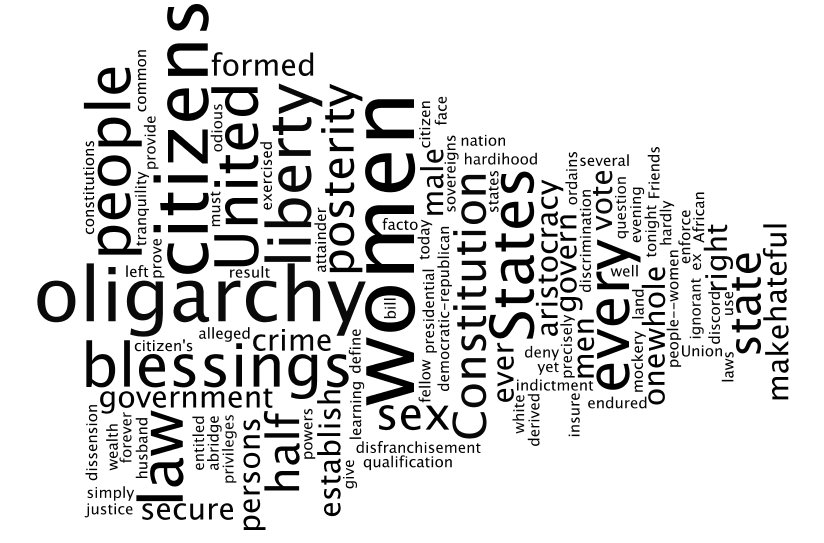 citizens
formed
people
United
liberty
posterity
women
common
provide
odious
exercised
constitutions
tranquility
must
prove
attainder
facto
citizen
face
male
sovereigns
nation
hardihood
states
States
Constitution
today
presidential
democratic-republican
aristocracy
govern
ordains
discrimination
several
vote
question
evening
tonight
Friends
hardly
enforce
African
right
left
result
oligarchy
bill
every
well
land
mockery
one
whole
people--women
Union
ignorant
ex
discord
use
laws
state
make
hateful
alleged
citizen's
crime
define
blessings
fellow
ever
deny
yet
precisely
men
indictment
government
learning
sex
white
derived
insure
endured
dissension
wealth
forever
husband
law
entitled
abridge
privileges
persons
half
powers
establish
give
disfranchisement
qualification
simply
justice
secure